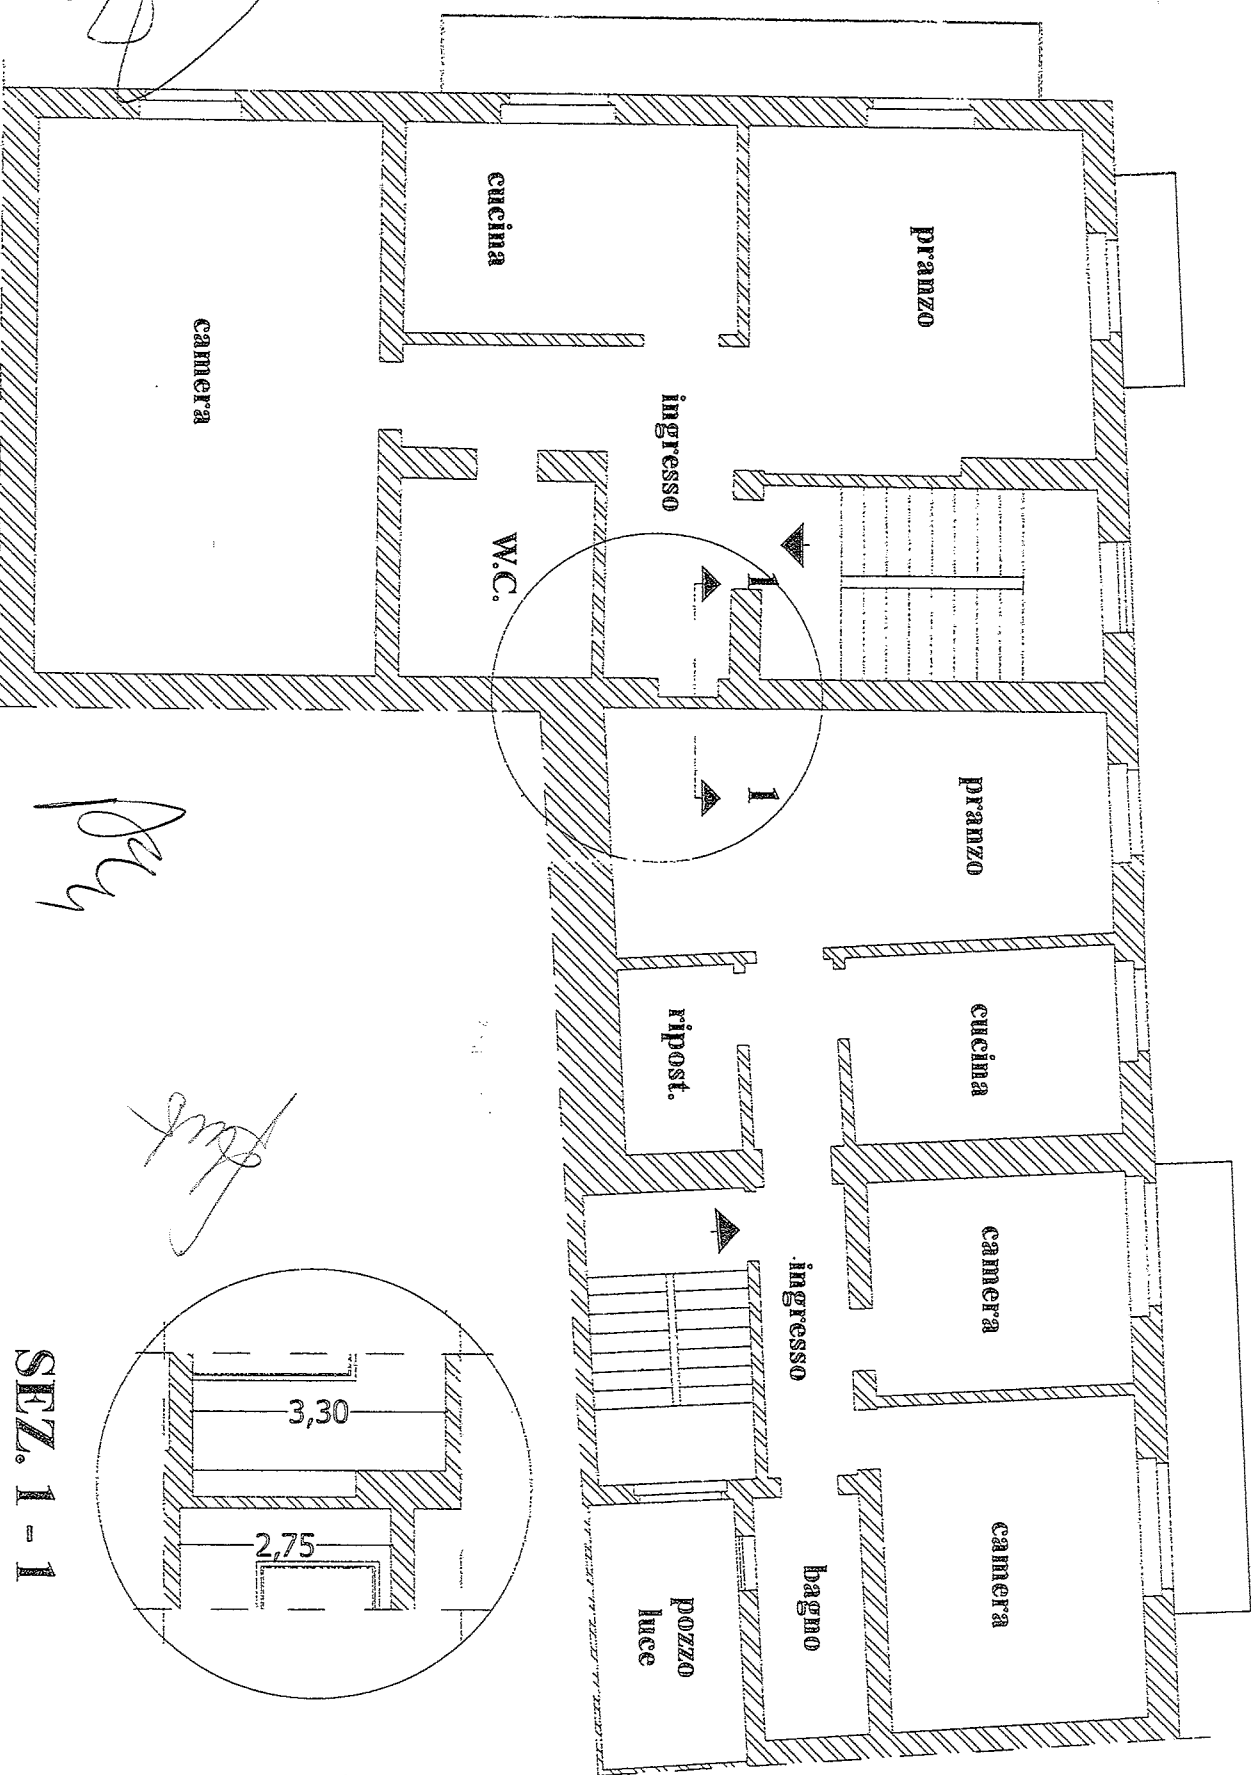 pranzo
cucina
camera
ingresso
W.C.
1
1
pranzo
cucina
ripost.
camera
ingresso
camera
bagno
pozzo
luce
3,30
2,75
SEZ. 1 - 1